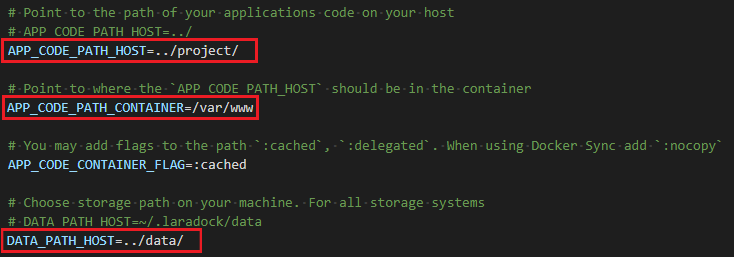 # Point to the path of your applications code on your host
# APP_CODE_PATH_HOST=../
APP_CODE_PATH_HOST=../project/
# Point to where the `APP_CODE_PATH_HOST` should be in the container
APP_CODE_PATH_CONTAINER=/var/www
# You may add flags to the path `:cached`, `:delegated`. When using Docker Sync add `:nocopy`
APP_CODE_CONTAINER_FLAG=:cached
# Choose storage path on your machine. For all storage systems
# DATA_PATH_HOST=~/.laradock/data
DATA_PATH_HOST=../data/